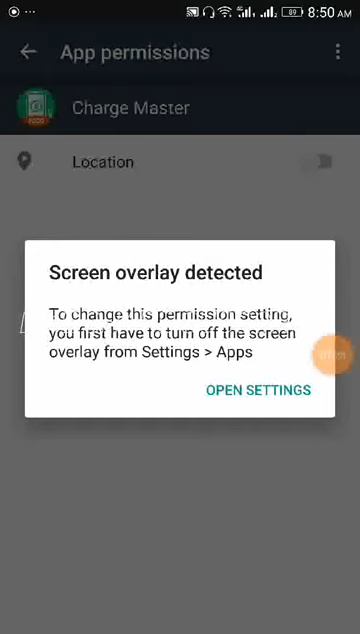 89 8:50 AM
App permissions
Charge Master
Location
Screen overlay detected
To change this permission setting,
you first have to turn off the screen
overlay from Settings > Apps
OPEN SETTINGS